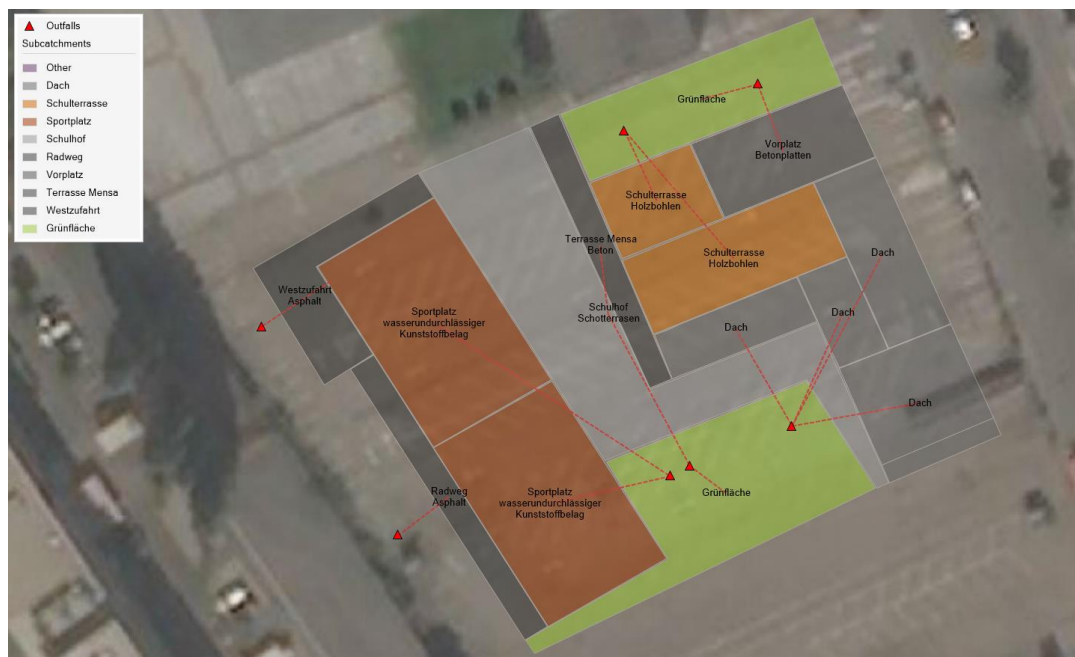 Outfalls
Subcatchments
Other
Dach
Schulterrasse
Sportplatz
Schulhof
Radweg
Vorplatz
Terrasse Mensa
Westzufahrt
Grünfläche
Grünfläche
Vorplatz
Betonplatten
Schulterrasse
Holzbohlen
Terrasse Mensa
Beton
Schulterrasse
Holzbohlen
Dach
Westzufahrt
Asphalt
Schulhof
Schotterrasen
Sportplatz
wasserundurchlässiger
Kunststoffbelag
Dach
Dach
Dach
Radweg
Asphalt
Sportplatz
wasserundurchlässiger
Kunststoffbelag
Grünfläche